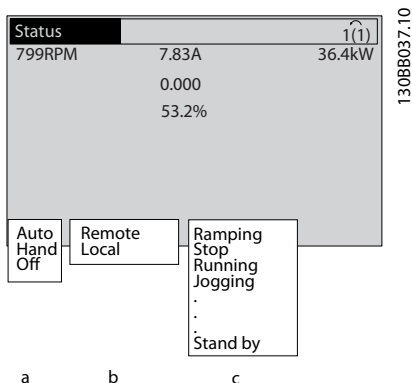 Status 1(1)
799RPM 7.83A 36.4kW
0.000
53.2%
Auto
Hand
Off
Remote
Local
Ramping
Stop
Running
Jogging
.
.
.
Stand by
a b c
130BB037.10